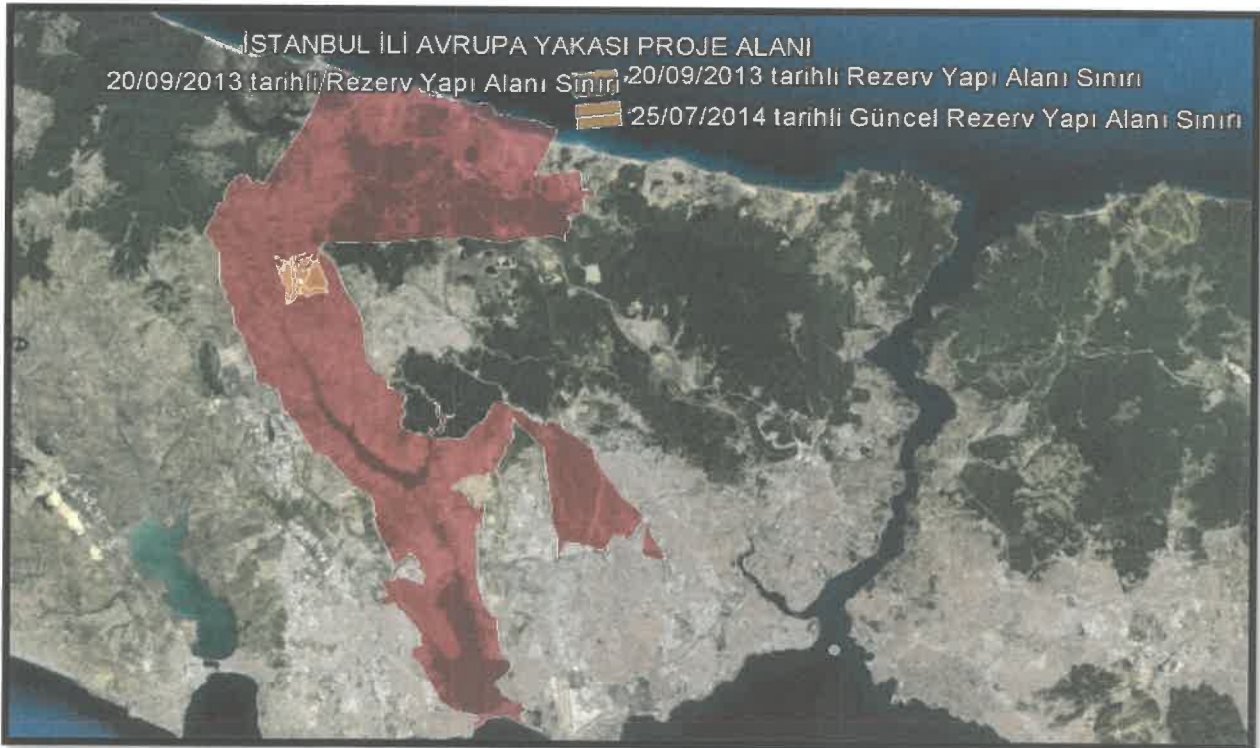 İSTANBUL İLİ AVRUPA YAKASI PROJE ALANI
20/09/2013 tarihli Rezerv Yapı Alanı Sınırı
20/09/2013 tarihli Rezerv Yapı Alanı Sınırı
25/07/2014 tarihli Güncel Rezerv Yapı Alanı Sınırı